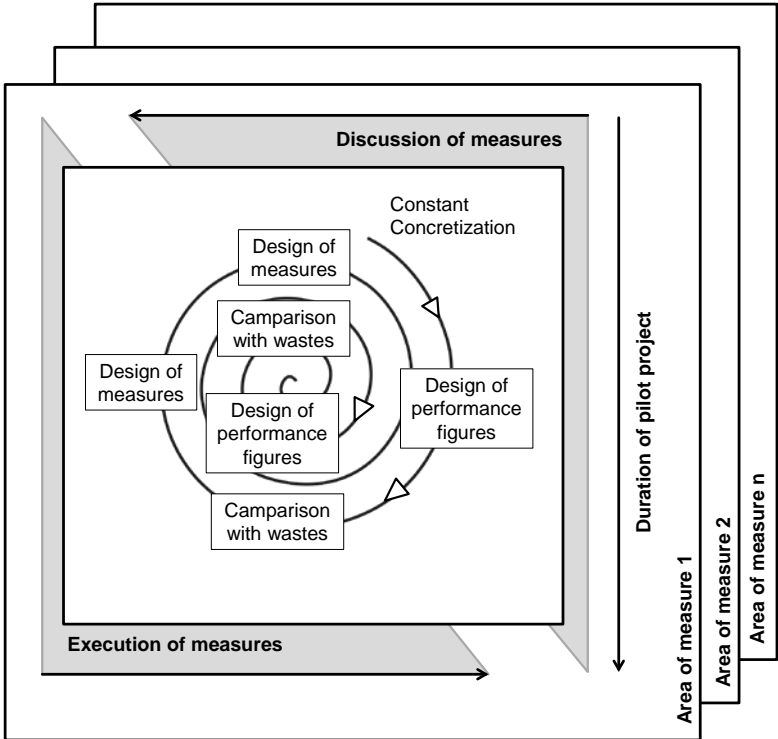 Discussion of measures
Constant
Concretization
Design of
measures
Camparison
with wastes
Design of
measures
Design of
performance
figures
Design of
performance
figures
Camparison
with wastes
Execution of measures
Duration of pilot project
Area of measure 1
Area of measure 2
Area of measure n